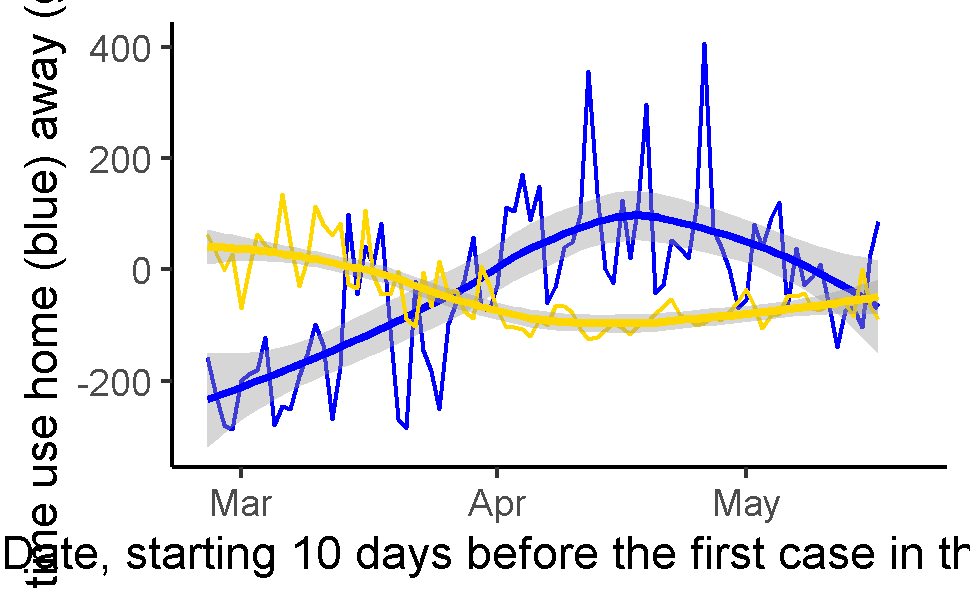 time use home (blue) away (
400
200
0
-200
Mar Apr May
Date, starting 10 days before the first case in th